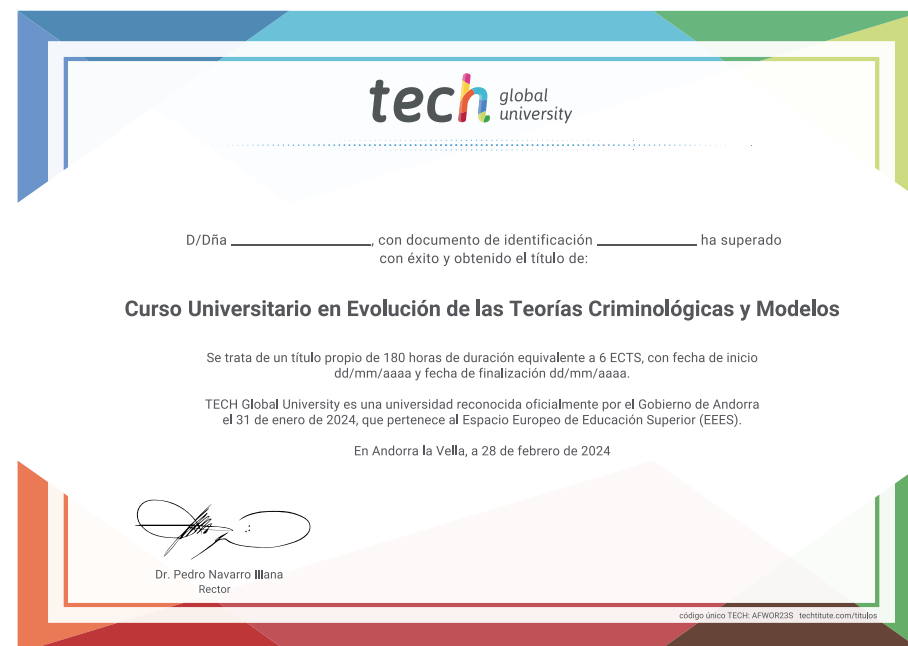 tech global
university
D/Dña ______________, con documento de identificación __________ ha superado
con éxito y obtenido el título de:
Curso Universitario en Evolución de las Teorías Criminológicas y Modelos
Se trata de un título propio de 180 horas de duración equivalente a 6 ECTS, con fecha de inicio
dd/mm/aaaa y fecha de finalización dd/mm/aaaa.
TECH Global University es una universidad reconocida oficialmente por el Gobierno de Andorra
el 31 de enero de 2024, que pertenece al Espacio Europeo de Educación Superior (EEES).
En Andorra la Vella, a 28 de febrero de 2024
Dr. Pedro Navarro Illana
Rector
código único TECH: AFWOR23S techtitute.com/titulos